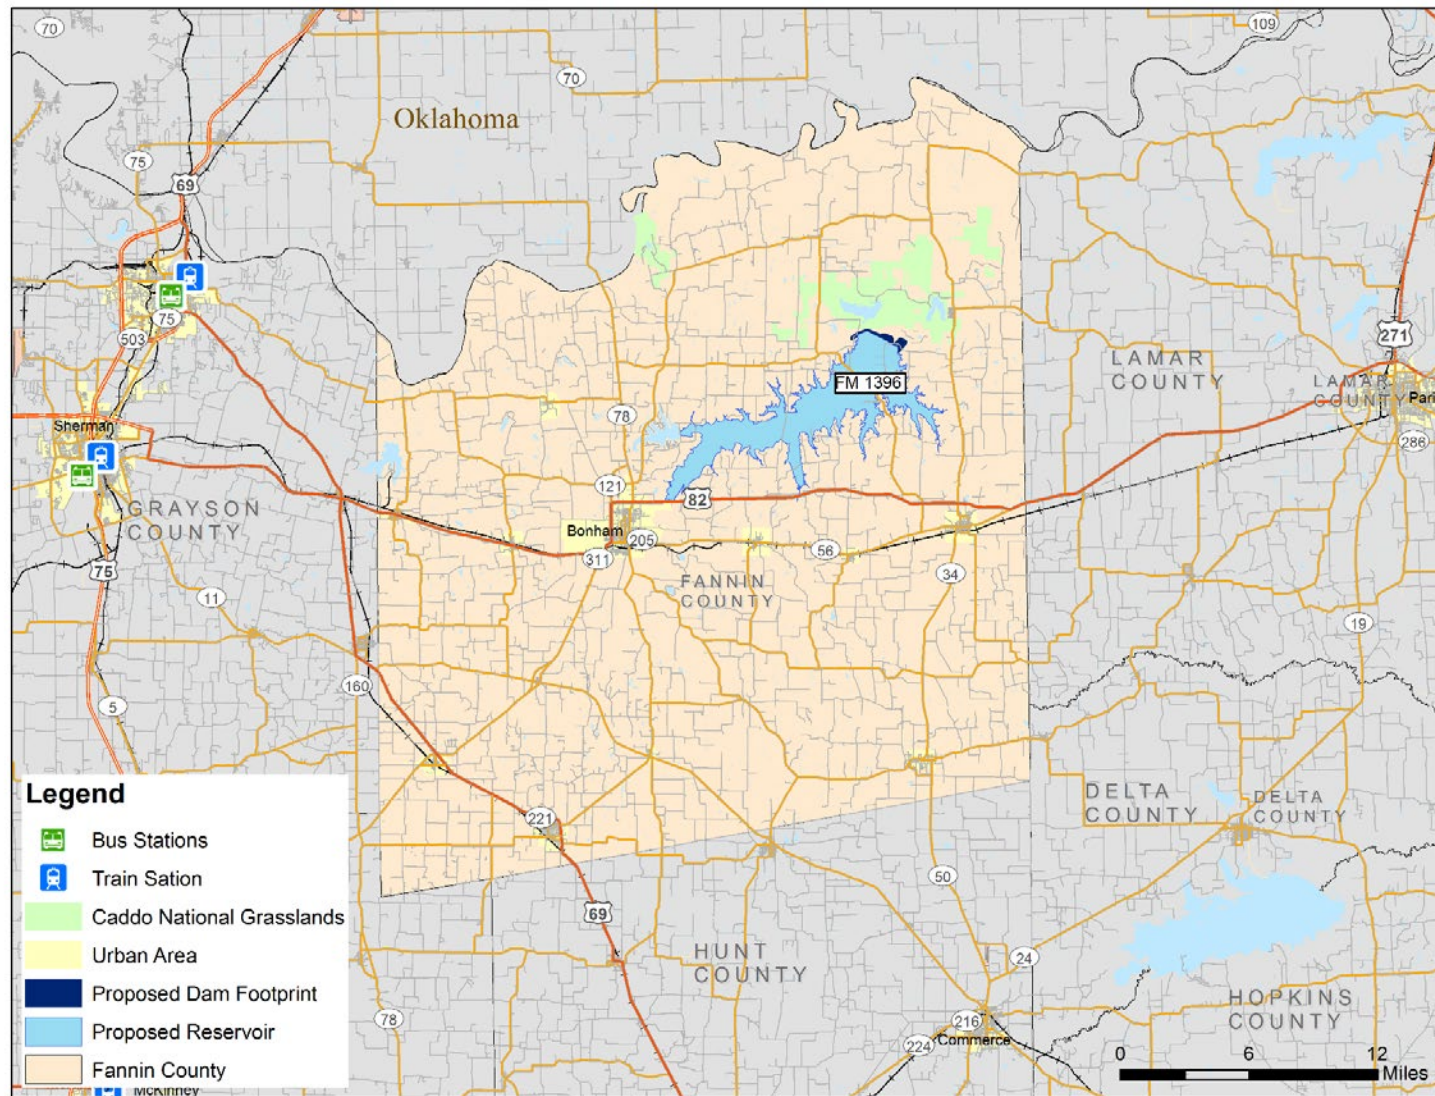 70
109
70
Oklahoma
75
69
75
503
271
LAMAR
COUNTY
LAMAR
COUNTY
Pari
FM 1396
78
286
Sherman
121
82
GRAYSON
COUNTY
Bonham
205
311
56
75
34
FANNIN
COUNTY
11
19
160
5
DELTA
COUNTY
DELTA
COUNTY
221
50
69
HUNT
COUNTY
24
HOPKINS
COUNTY
78
216
224
Commerce
Legend
Bus Stations
Train Sation
Caddo National Grasslands
Urban Area
Proposed Dam Footprint
Proposed Reservoir
Fannin County
McKinney
0 6 12
Miles